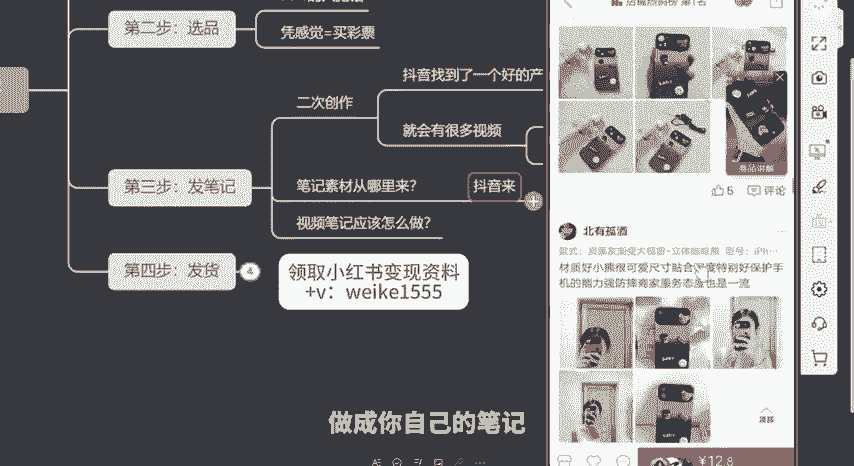 第二步：选品
凭感觉=买彩票
抖音找到了一个好的产
二次创作
就会有很多视频
第三步：发笔记
笔记素材从哪里来？
抖音来
视频笔记应该怎么做？
第四步：发货
4
领取小红书变现资料
+v：weike1555
做成你自己的笔记
商品讲解
5
评论
北有孤酒
材质好小熊很可爱尺寸贴合
特别好保护手
机的能力强防摔商家服务态度也是一流
¥12.8